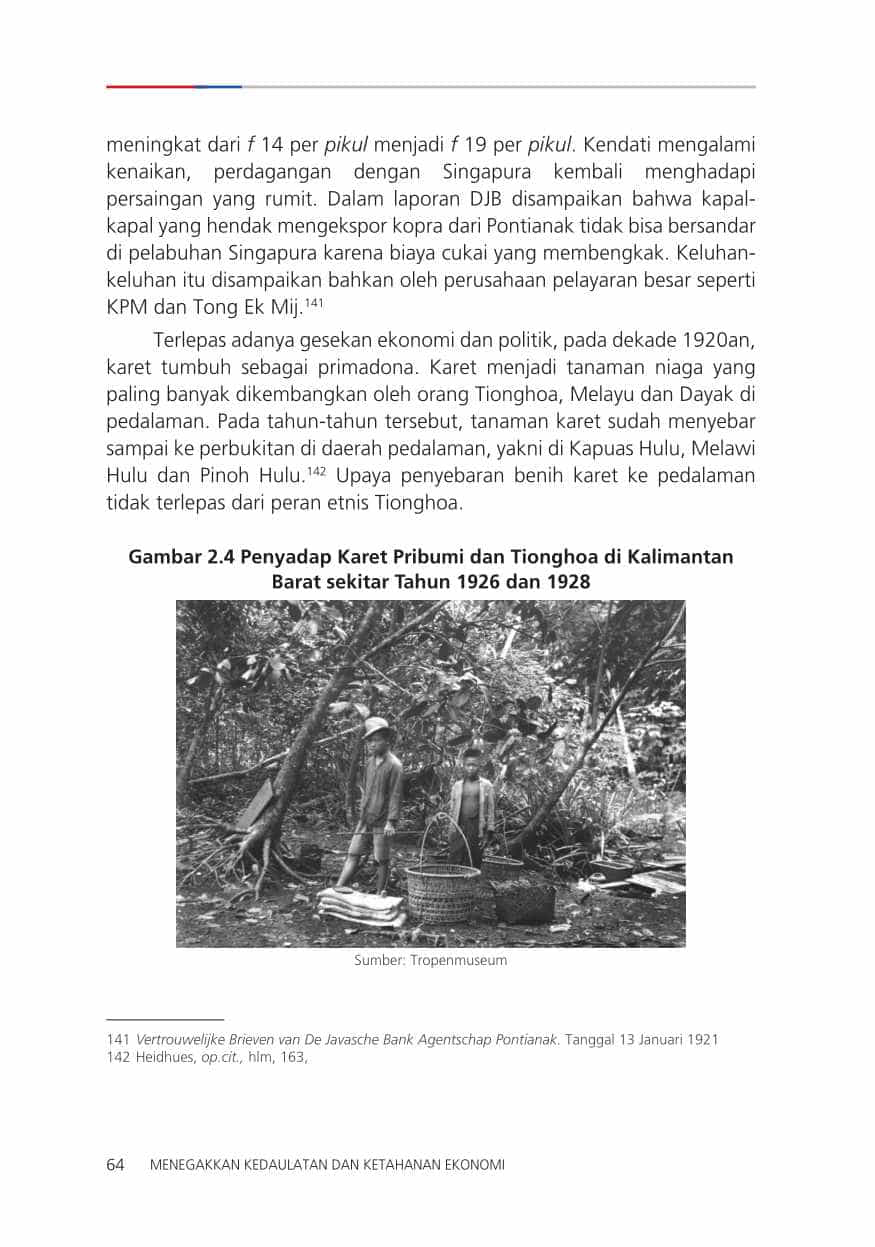 meningkat dari f 14 per pikul menjadi f 19 per pikul. Kendati mengalami
kenaikan, perdagangan dengan Singapura kembali menghadapi
persaingan yang rumit. Dalam laporan DJB disampaikan bahwa kapal-
kapal yang hendak mengekspor kopra dari Pontianak tidak bisa bersandar
di pelabuhan Singapura karena biaya cukai yang membengkak. Keluhan-
keluhan itu disampaikan bahkan oleh perusahaan pelayaran besar seperti
KPM dan Tong Ek Mij.141
Terlepas adanya gesekan ekonomi dan politik, pada dekade 1920an,
karet tumbuh sebagai primadona. Karet menjadi tanaman niaga yang
paling banyak dikembangkan oleh orang Tionghoa, Melayu dan Dayak di
pedalaman. Pada tahun-tahun tersebut, tanaman karet sudah menyebar
sampai ke perbukitan di daerah pedalaman, yakni di Kapuas Hulu, Melawi
Hulu dan Pinoh Hulu.142 Upaya penyebaran benih karet ke pedalaman
tidak terlepas dari peran etnis Tionghoa.
Gambar 2.4 Penyadap Karet Pribumi dan Tionghoa di Kalimantan
Barat sekitar Tahun 1926 dan 1928
Sumber: Tropenmuseum
141 Vertrouwelijke Brieven van De Javasche Bank Agentschap Pontianak. Tanggal 13 Januari 1921
142 Heidhues, op.cit., hlm, 163,
64 MENEGAKKAN KEDAULATAN DAN KETAHANAN EKONOMI